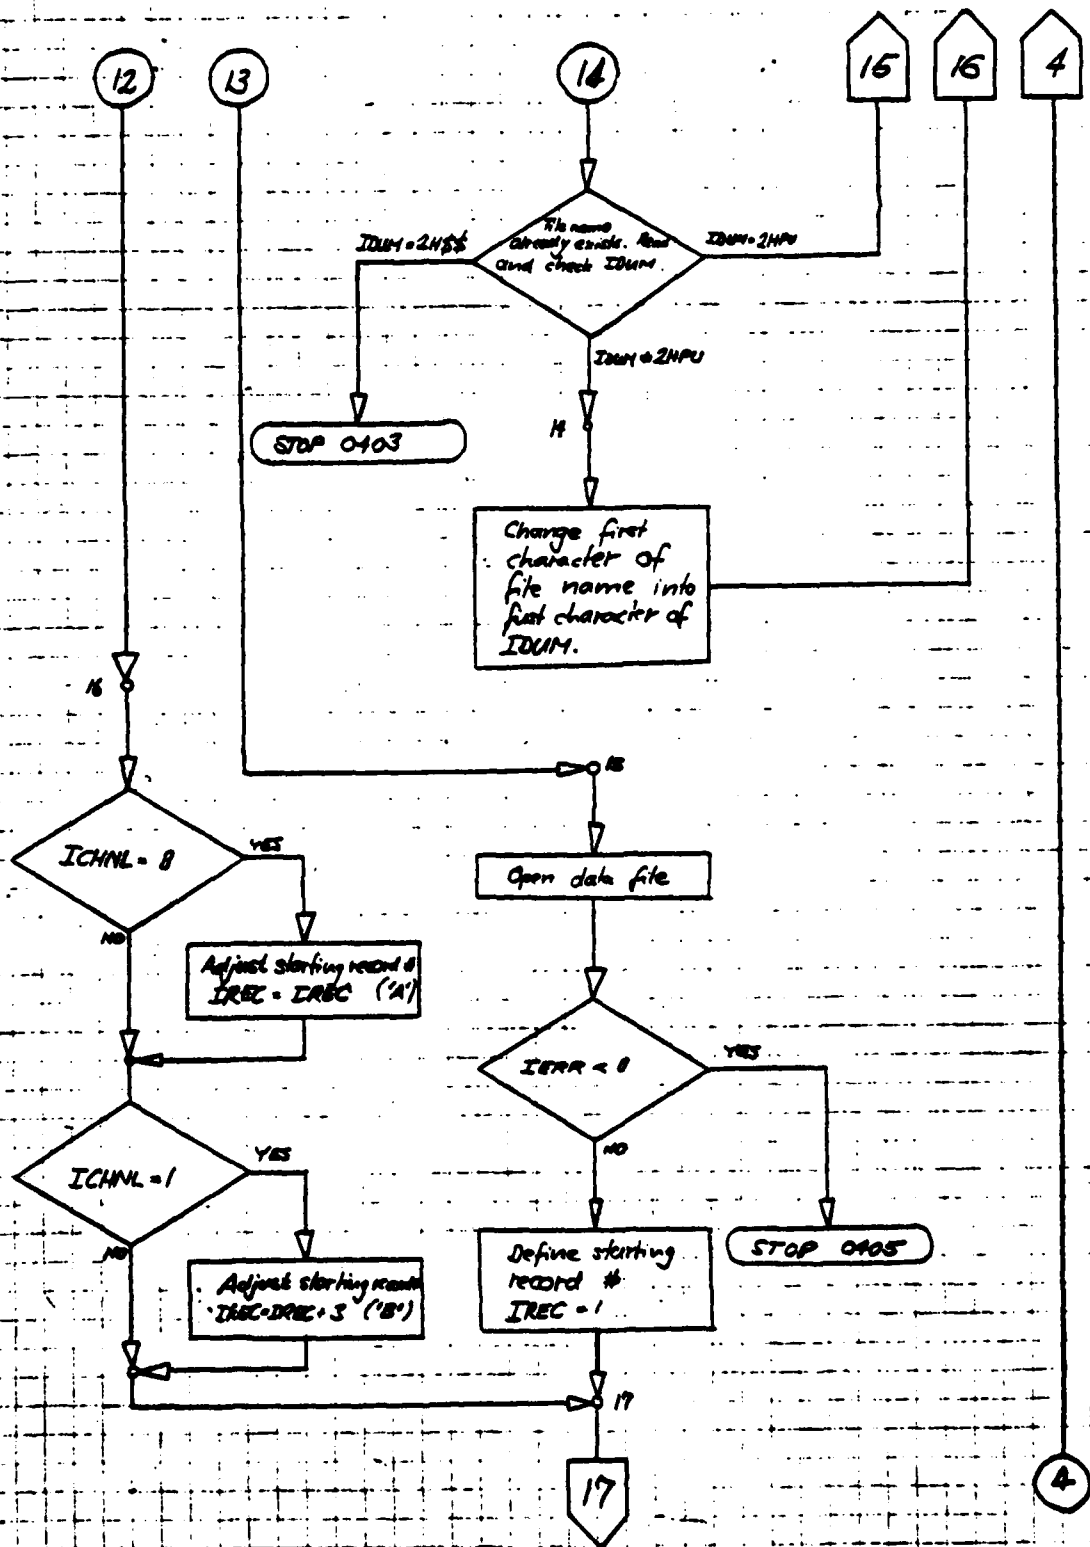 12
13
14
15
16
4
File name
already exists. Read
and check IDUM.
IDUM = 2H$$
IDUM = 2HPU
IDUM ≠ 2HPU
STOP 0403
14
Change first
character of
file name into
first character of
IDUM.
16
ICHNL = 0
YES
NO
Adjust starting record #
IREC = IREC ('A')
ICHNL = 1
YES
NO
Adjust starting record
IREC = IREC + 3 ('B')
Open data file
IERR < 0
YES
NO
STOP 0405
Define starting
record #
IREC = 1
17
17
4